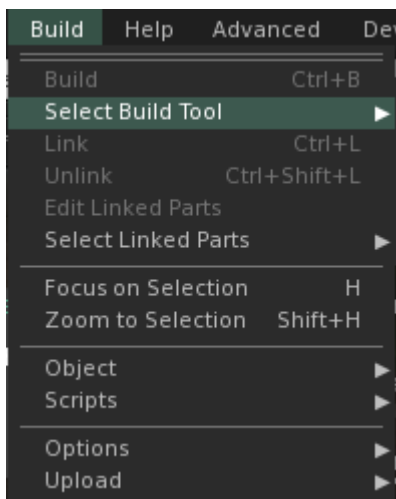 Build Help Advanced De
Build Ctrl+B
Select Build Tool ▶
Link Ctrl+L
Unlink Ctrl+Shift+L
Edit Linked Parts
Select Linked Parts ▶
Focus on Selection H
Zoom to Selection Shift+H
Object ▶
Scripts ▶
Options ▶
Upload ▶